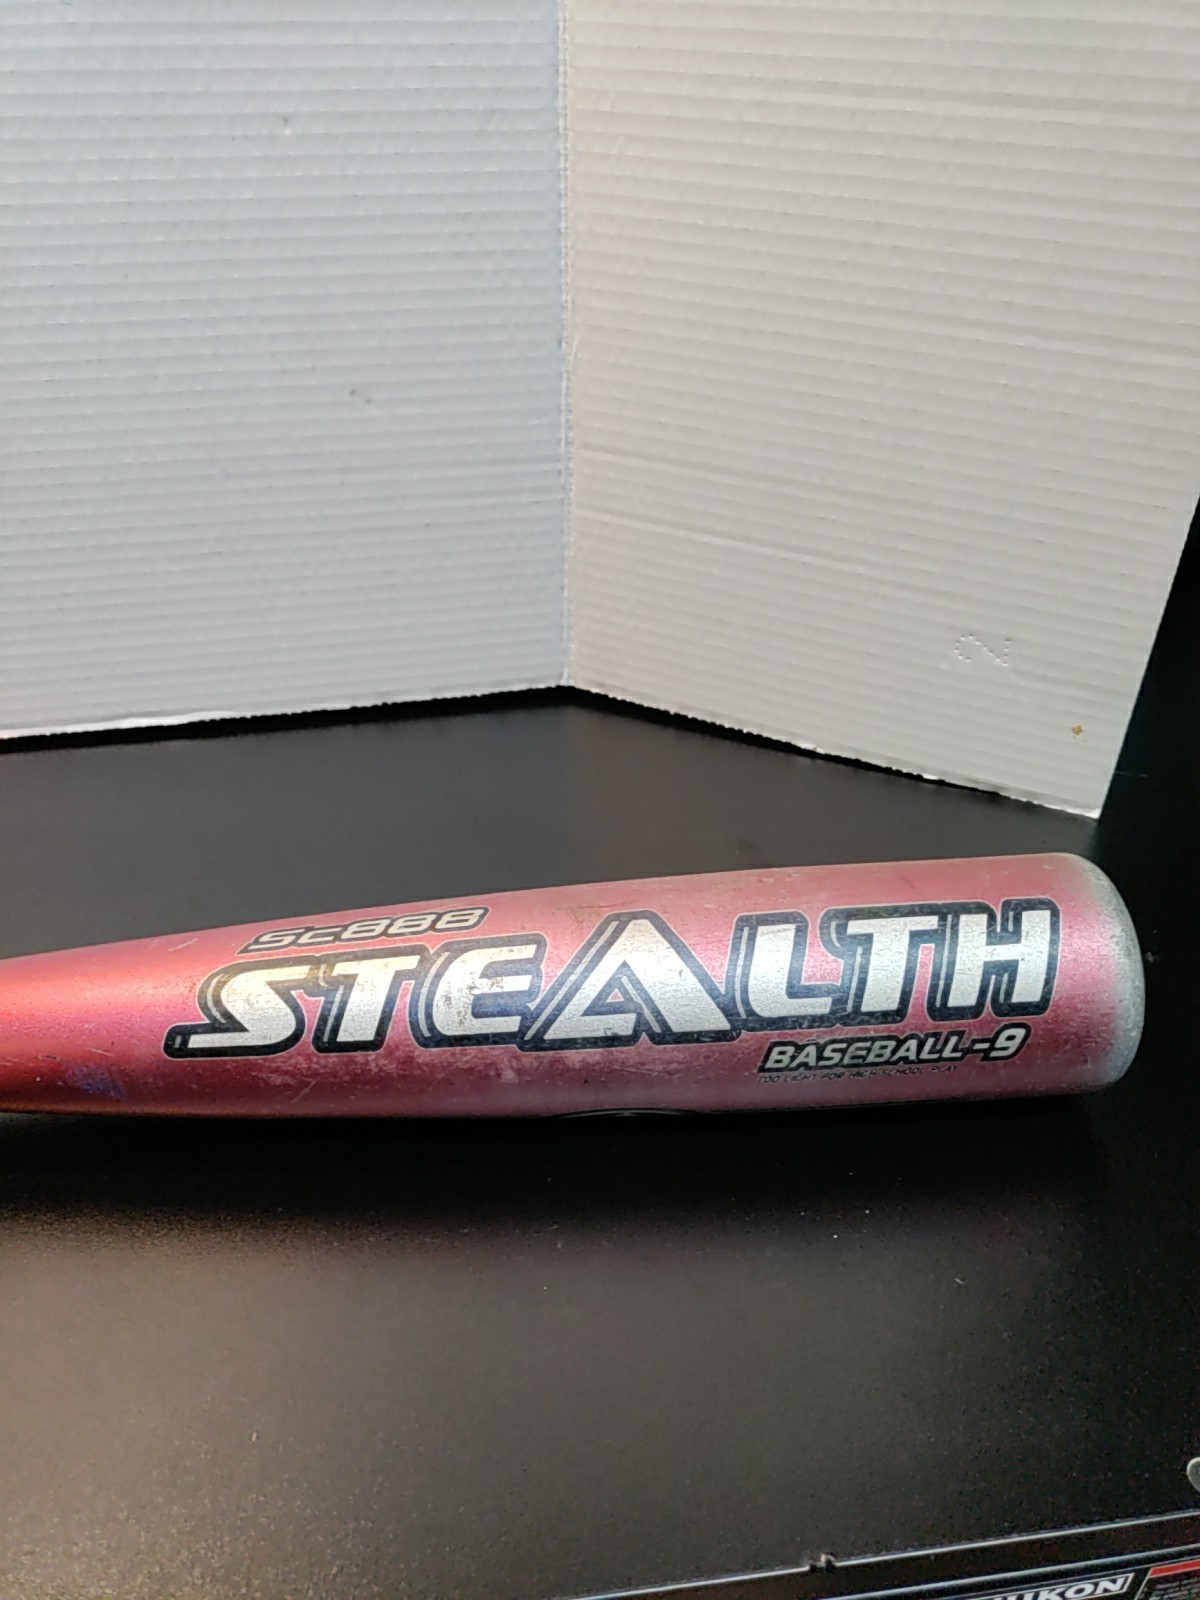 Sc888
STEALTH
BASEBALL-9
TOO LIGHT FOR HIGH SCHOOL PLAY